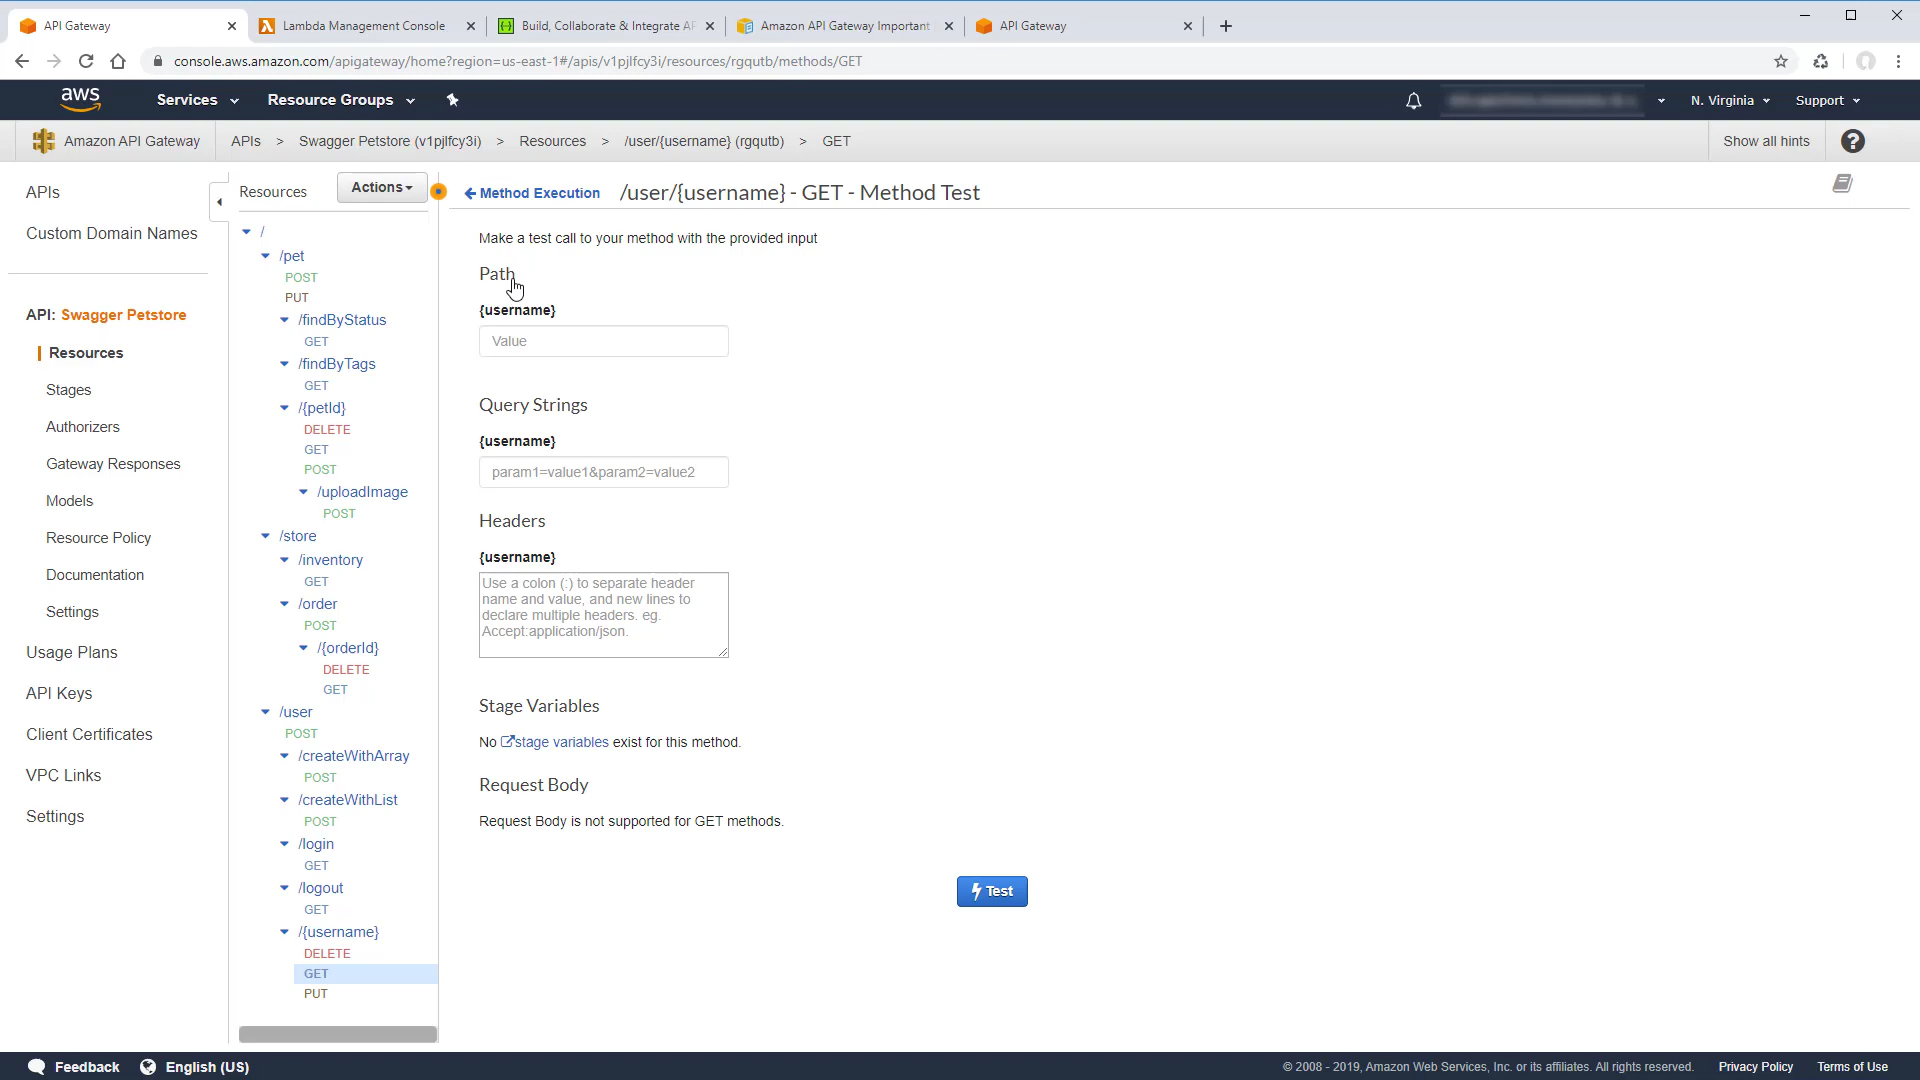 API Gateway
Lambda Management Console
Build, Collaborate & Integrate AP
Amazon API Gateway Important
API Gateway
console.aws.amazon.com/apigateway/home?region=us-east-1#/apis/v1pjlfcy3i/resources/rgqutb/methods/GET
aws
Services
Resource Groups
N. Virginia
Support
Amazon API Gateway
APIs > Swagger Petstore (v1pjlfcy3i) > Resources > /user/{username} (rgqutb) > GET
Show all hints
?
APIs
Custom Domain Names
API: Swagger Petstore
Resources
Stages
Authorizers
Gateway Responses
Models
Resource Policy
Documentation
Settings
Usage Plans
API Keys
Client Certificates
VPC Links
Settings
Resources
Actions
/
/pet
POST
PUT
/findByStatus
GET
/findByTags
GET
/{petId}
DELETE
GET
POST
/uploadImage
POST
/store
/inventory
GET
/order
POST
/{orderId}
DELETE
GET
/user
POST
/createWithArray
POST
/createWithList
POST
/login
GET
/logout
GET
/{username}
DELETE
GET
PUT
Method Execution
/user/{username} - GET - Method Test
Make a test call to your method with the provided input
Path
{username}
Value
Query Strings
{username}
param1=value1&param2=value2
Headers
{username}
Use a colon (:) to separate header
name and value, and new lines to
declare multiple headers. eg.
Accept:application/json.
Stage Variables
No stage variables exist for this method.
Request Body
Request Body is not supported for GET methods.
Test
Feedback
English (US)
© 2008 - 2019, Amazon Web Services, Inc. or its affiliates. All rights reserved.
Privacy Policy
Terms of Use